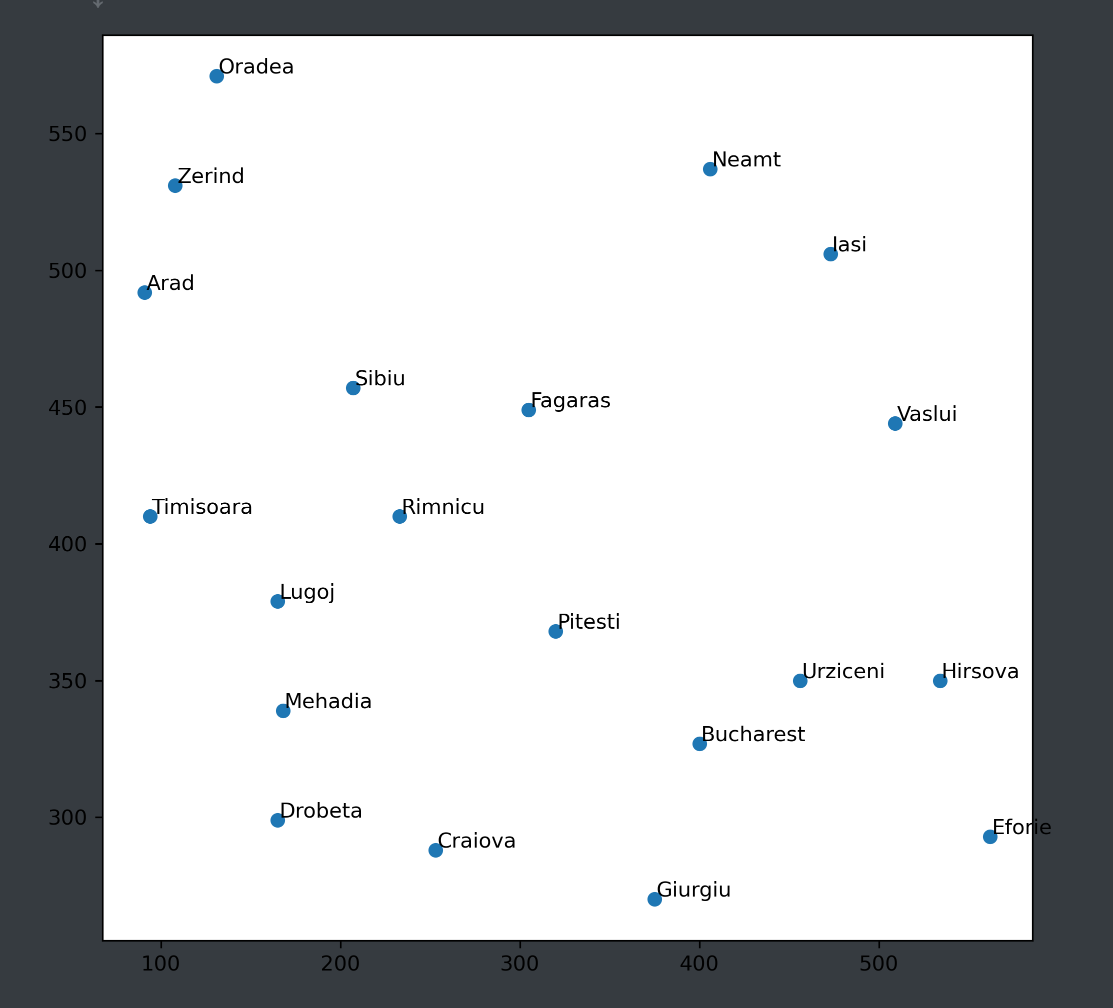 Oradea
550
Neamt
Zerind
Iasi
500
Arad
Sibiu
Fagaras
450
Vaslui
Timisoara
Rimnicu
400
Lugoj
Pitesti
350
Urziceni
Hirsova
Mehadia
Bucharest
300
Drobeta
Eforie
Craiova
Giurgiu
100 200 300 400 500